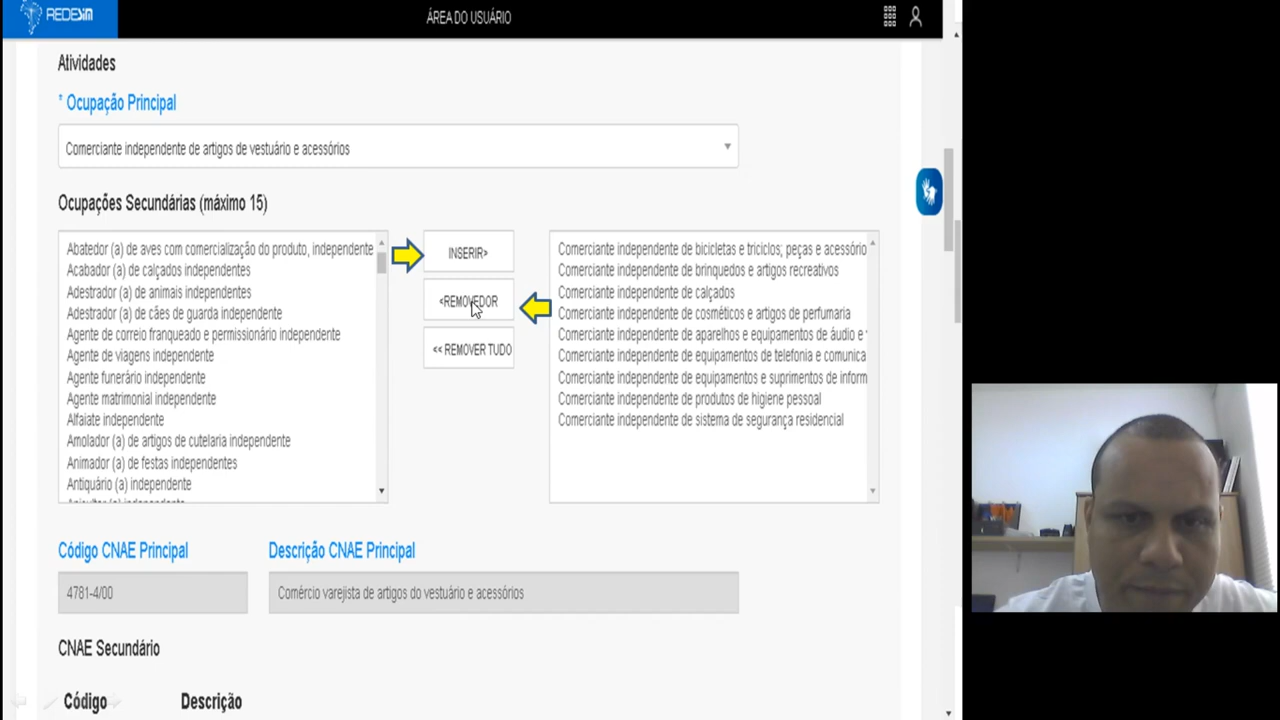 REDESIM
ÁREA DO USUÁRIO
Atividades
* Ocupação Principal
Comerciante independente de artigos de vestuário e acessórios
Ocupações Secundárias (máximo 15)
Abatedor (a) de aves com comercialização do produto, independente
Acabador (a) de calçados independentes
Adestrador (a) de animais independentes
Adestrador (a) de cães de guarda independente
Agente de correio franqueado e permissionário independente
Agente de viagens independente
Agente funerário independente
Agente matrimonial independente
Alfaiate independente
Amolador (a) de artigos de cutelaria independente
Animador (a) de festas independentes
Antiquário (a) independente
INSERIR>
<REMOVEDOR
<< REMOVER TUDO
Comerciante independente de bicicletas e triciclos; peças e acessório
Comerciante independente de brinquedos e artigos recreativos
Comerciante independente de calçados
Comerciante independente de cosméticos e artigos de perfumaria
Comerciante independente de aparelhos e equipamentos de áudio e
Comerciante independente de equipamentos de telefonia e comunica
Comerciante independente de equipamentos e suprimentos de inform
Comerciante independente de produtos de higiene pessoal
Comerciante independente de sistema de segurança residencial
Código CNAE Principal
Descrição CNAE Principal
4781-4/00
Comércio varejista de artigos do vestuário e acessórios
CNAE Secundário
Código
Descrição